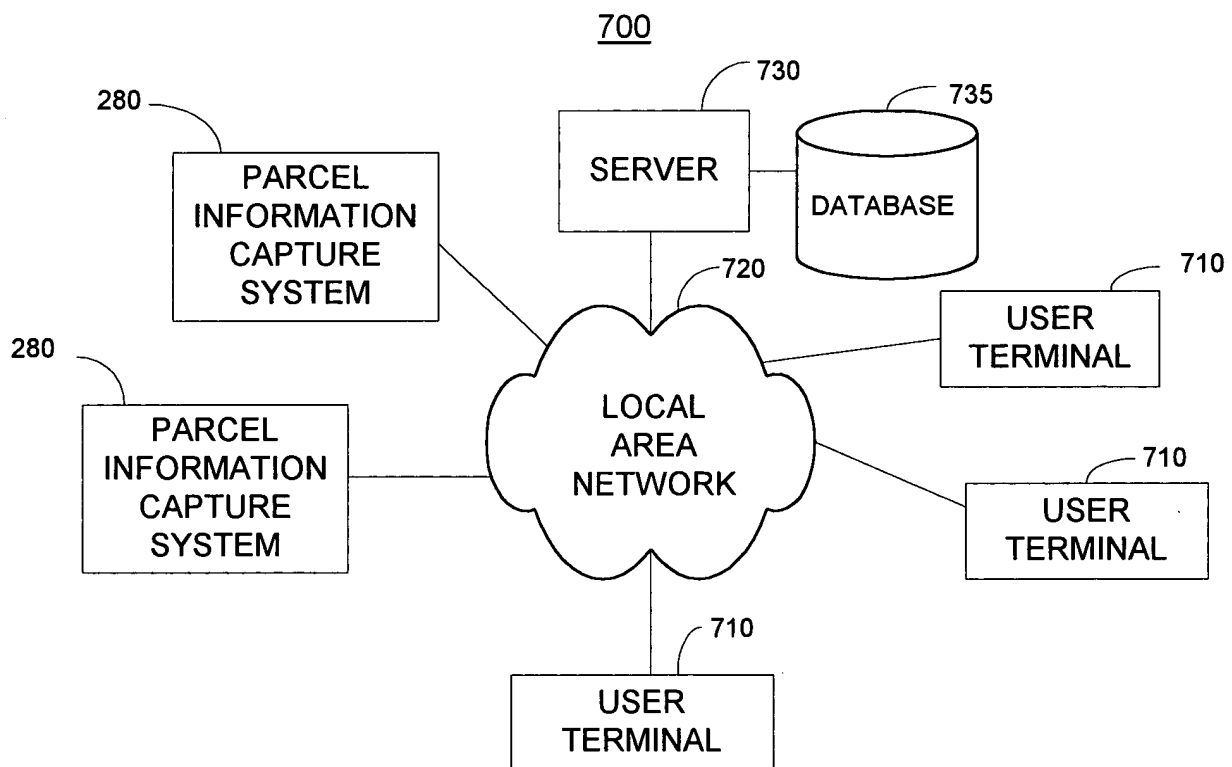 700
730
735
280
PARCEL
INFORMATION
CAPTURE
SYSTEM
SERVER
DATABASE
720
710
USER
TERMINAL
280
PARCEL
INFORMATION
CAPTURE
SYSTEM
LOCAL
AREA
NETWORK
710
USER
TERMINAL
710
USER
TERMINAL